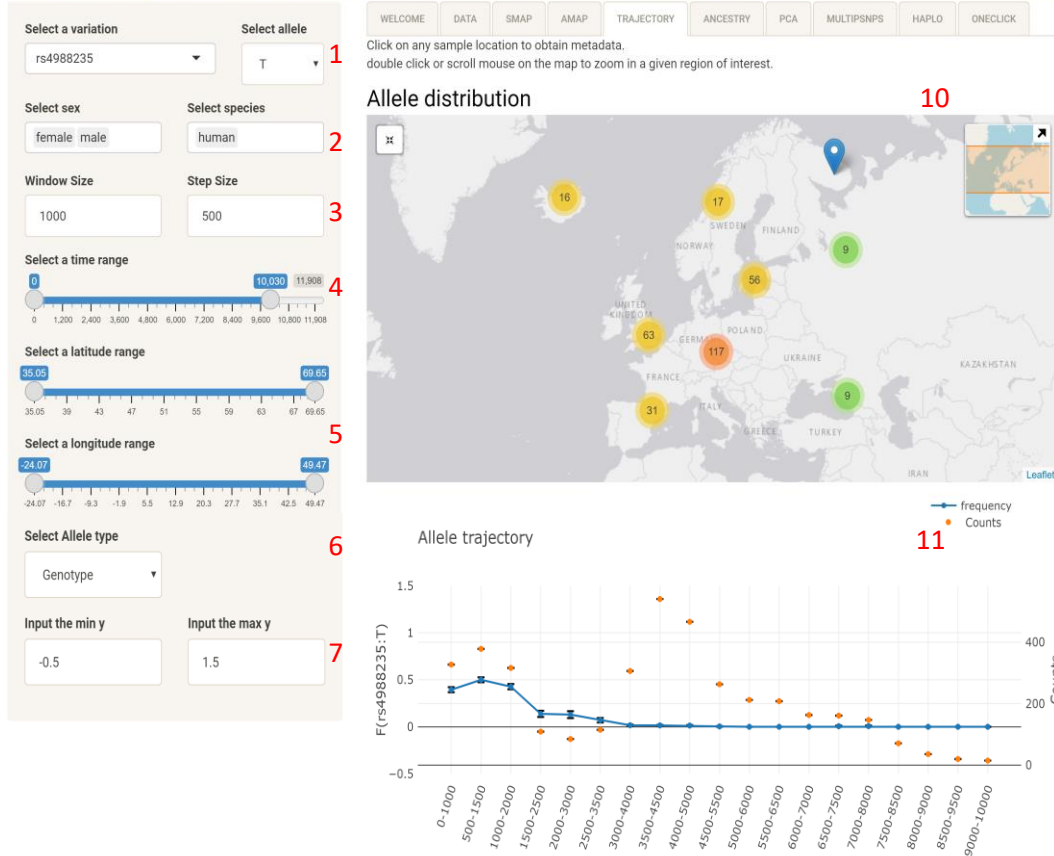 WELCOME DATA SMAP AMAP TRAJECTORY ANCESTRY PCA MULTIPSNPS HAPLO ONECLICK
Select a variation Select allele
rs4988235 T 1
Select sex Select species
female male human 2
Window Size Step Size
1000 500 3
Select a time range
0 10,030 11,908 4
0 1,200 2,400 3,600 4,800 6,000 7,200 8,400 9,600 10,800 11,908
Select a latitude range
35.05 69.65
35.05 39 43 47 51 55 59 63 67 69.65
5
Select a longitude range
-24.07 49.47
-24.07 -16.7 -9.3 -1.9 5.5 12.9 20.3 27.7 35.1 42.5 49.47
Select Allele type 6
Genotype
Input the min y Input the max y
-0.5 1.5 7
Click on any sample location to obtain metadata.
double click or scroll mouse on the map to zoom in a given region of interest.
Allele distribution 10
16
17
SWEDEN
FINLAND
NORWAY
9
56
UNITED
KINGDOM
63
GERM
POLAND
117
UKRAINE
KAZAKHSTAN
FRANCE
31
ITALY
9
GREECE
TURKEY
IRAN
Leaflet
frequency
Counts
11
Allele trajectory
F(rs4988235:T)
1.5
1
0.5
0
−0.5
400
200
0
Counts
0-1000
500-1500
1000-2000
1500-2500
2000-3000
2500-3500
3000-4000
3500-4500
4000-5000
4500-5500
5000-6000
5500-6500
6000-7000
6500-7500
7000-8000
7500-8500
8000-9000
8500-9500
9000-10000